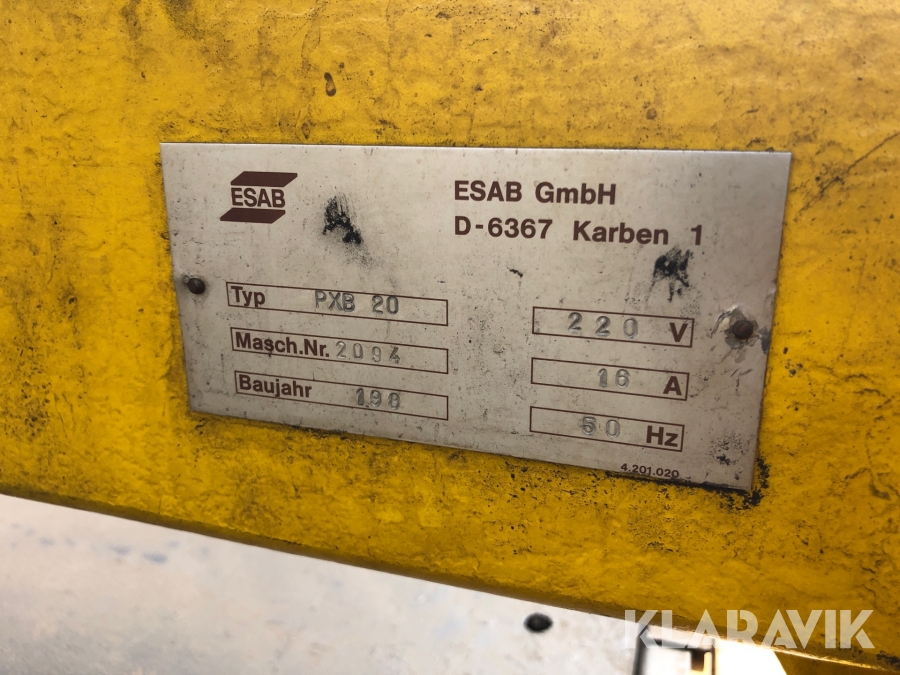 ESAB
ESAB GmbH
D-6367 Karben 1
Typ PXB 20
220 V
Masch.Nr. 2094
16 A
Baujahr 198
50 Hz
4.201.020
KLARAVIK